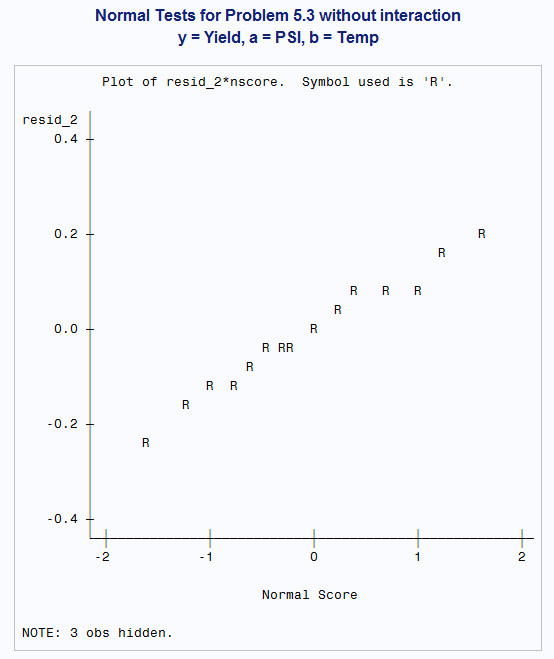 Normal Tests for Problem 5.3 without interaction
y = Yield, a = PSI, b = Temp
Plot of resid_2*nscore.  Symbol used is 'R'.
resid_2
0.4
0.2
R
R
R R R
R
0.0
R
R RR
R
R R
R
-0.2
R
-0.4
-2 -1 0 1 2
Normal Score
NOTE: 3 obs hidden.